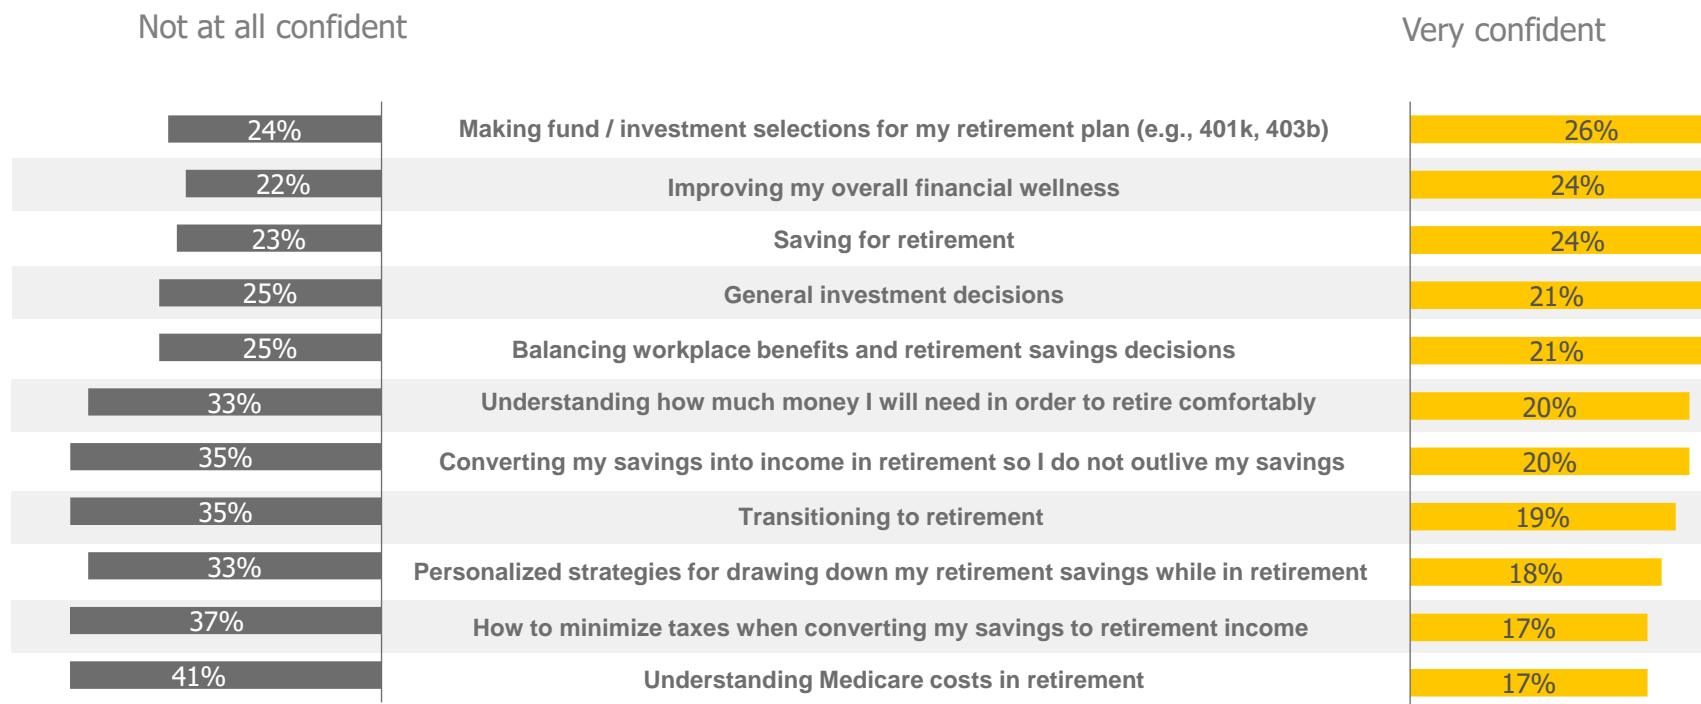 Not at all confident
Very confident
24% Making fund / investment selections for my retirement plan (e.g., 401k, 403b) 26%
22% Improving my overall financial wellness 24%
23% Saving for retirement 24%
25% General investment decisions 21%
25% Balancing workplace benefits and retirement savings decisions 21%
33% Understanding how much money I will need in order to retire comfortably 20%
35% Converting my savings into income in retirement so I do not outlive my savings 20%
35% Transitioning to retirement 19%
33% Personalized strategies for drawing down my retirement savings while in retirement 18%
37% How to minimize taxes when converting my savings to retirement income 17%
41% Understanding Medicare costs in retirement 17%